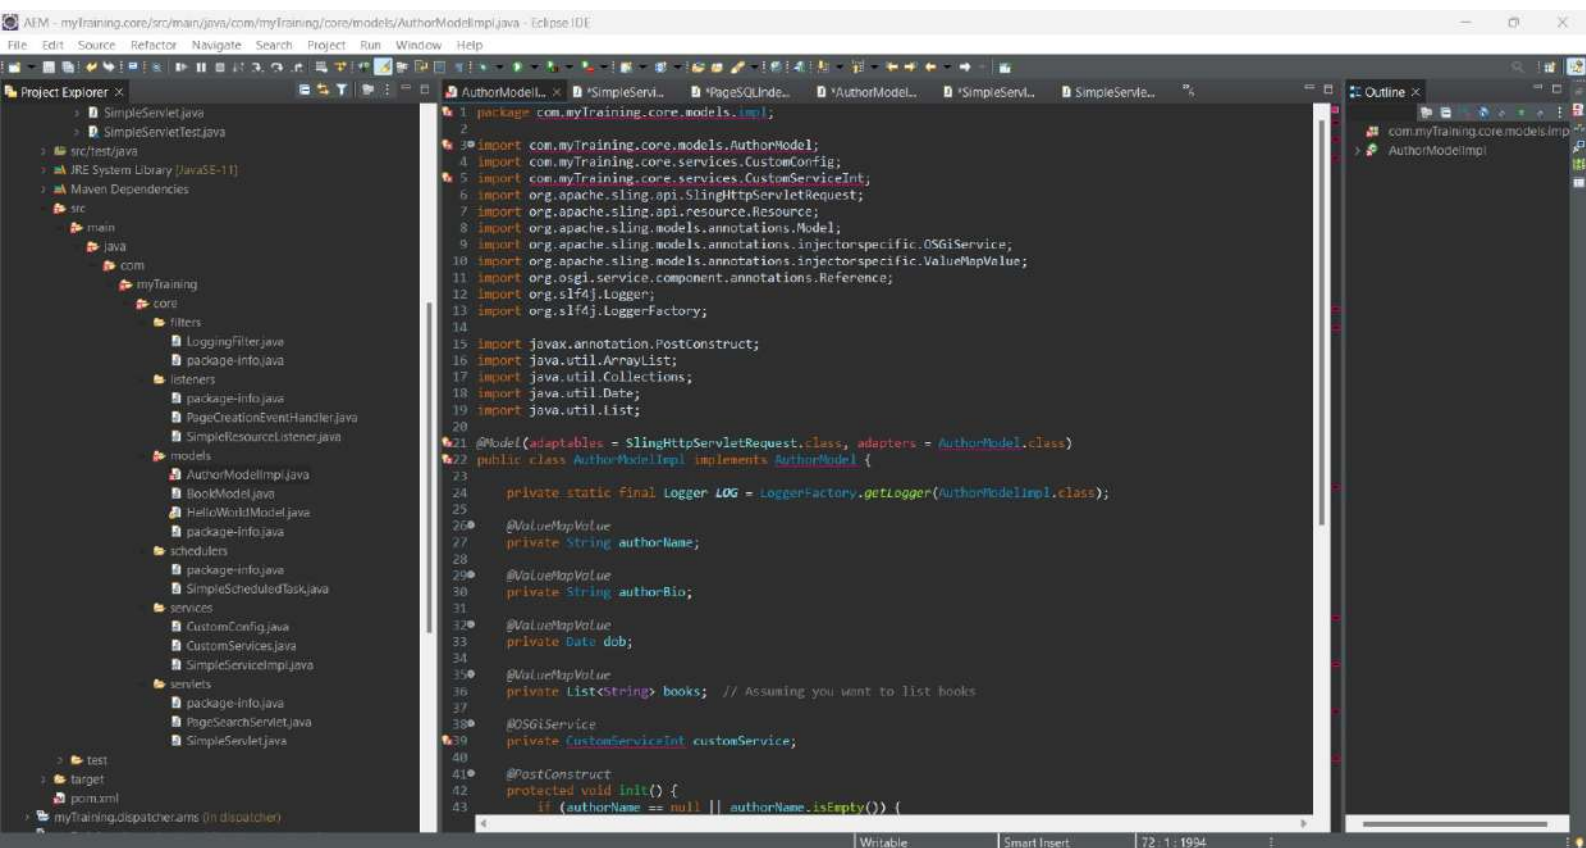 AEM - myTraining.core/src/main/java/com/myTraining/core/models/AuthorModelImpl.java - Eclipse IDE
File Edit Source Refactor Navigate Search Project Run Window Help
Project Explorer
SimpleServlet.java
SimpleServletTest.java
src/test/java
JRE System Library [JavaSE-11]
Maven Dependencies
src
main
java
com
myTraining
core
filters
LoggingFilter.java
package-info.java
listeners
package-info.java
PageCreationEventHandler.java
SimpleResourceListener.java
models
AuthorModelImpl.java
BookModel.java
HelloWorldModel.java
package-info.java
schedulers
package-info.java
SimpleScheduledTask.java
services
CustomConfig.java
CustomServices.java
SimpleServiceImpl.java
servlets
package-info.java
PageSearchServlet.java
SimpleServlet.java
test
target
pom.xml
myTraining.dispatcher.ams (in dispatcher)
AuthorModelI... *SimpleServi... *PageSQLInde... *AuthorModel... *SimpleServl... SimpleServle...
1 package com.myTraining.core.models.impl;
2
3 import com.myTraining.core.models.AuthorModel;
4 import com.myTraining.core.services.CustomConfig;
5 import com.myTraining.core.services.CustomServiceInt;
6 import org.apache.sling.api.SlingHttpServletRequest;
7 import org.apache.sling.api.resource.Resource;
8 import org.apache.sling.models.annotations.Model;
9 import org.apache.sling.models.annotations.injectorspecific.OSGiService;
10 import org.apache.sling.models.annotations.injectorspecific.ValueMapValue;
11 import org.osgi.service.component.annotations.Reference;
12 import org.slf4j.Logger;
13 import org.slf4j.LoggerFactory;
14
15 import javax.annotation.PostConstruct;
16 import java.util.ArrayList;
17 import java.util.Collections;
18 import java.util.Date;
19 import java.util.List;
20
21 @Model(adaptables = SlingHttpServletRequest.class, adapters = AuthorModel.class)
22 public class AuthorModelImpl implements AuthorModel {
23
24 private static final Logger LOG = LoggerFactory.getLogger(AuthorModelImpl.class);
25
26 @ValueMapValue
27 private String authorName;
28
29 @ValueMapValue
30 private String authorBio;
31
32 @ValueMapValue
33 private Date dob;
34
35 @ValueMapValue
36 private List<String> books; // Assuming you want to list books
37
38 @OSGiService
39 private CustomServiceInt customService;
40
41 @PostConstruct
42 protected void init() {
43 if (authorName == null || authorName.isEmpty()) {
Outline
com.myTraining.core.models.imp
AuthorModelImpl
Writable Smart Insert 72 : 1 : 1994